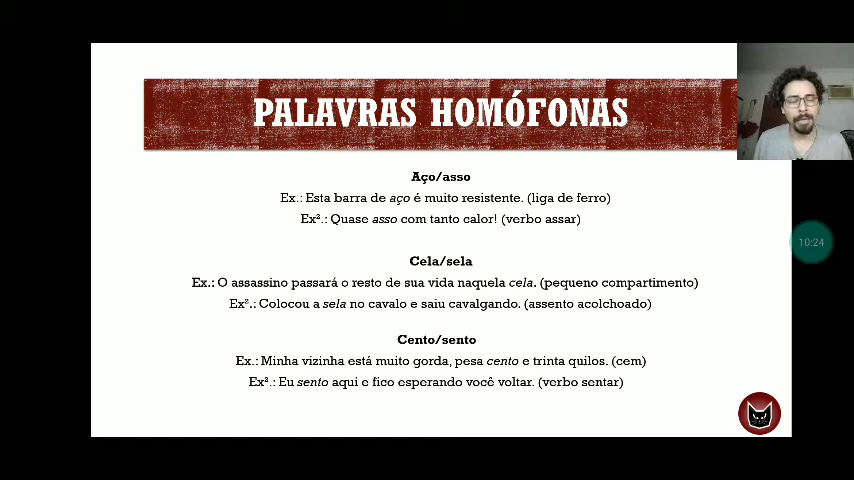 PALAVRAS HOMÓFONAS
Aço/asso
Ex.: Esta barra de aço é muito resistente. (liga de ferro)
Ex².: Quase asso com tanto calor! (verbo assar)
Cela/sela
Ex.: O assassino passará o resto de sua vida naquela cela. (pequeno compartimento)
Ex².: Colocou a sela no cavalo e saiu cavalgando. (assento acolchoado)
Cento/sento
Ex.: Minha vizinha está muito gorda, pesa cento e trinta quilos. (cem)
Ex².: Eu sento aqui e fico esperando você voltar. (verbo sentar)
10:24